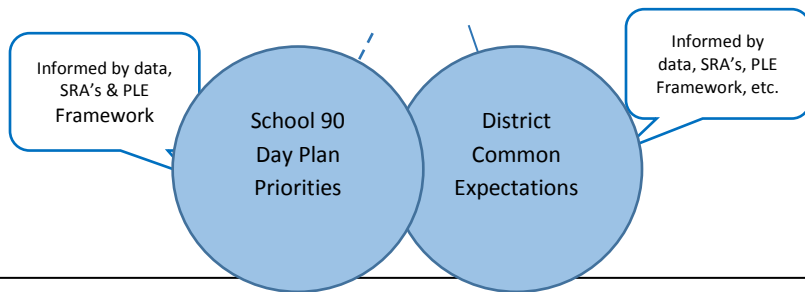 Informed by data,
SRA's & PLE
Framework
School 90
Day Plan
Priorities
District
Common
Expectations
Informed by
data, SRA's, PLE
Framework, etc.